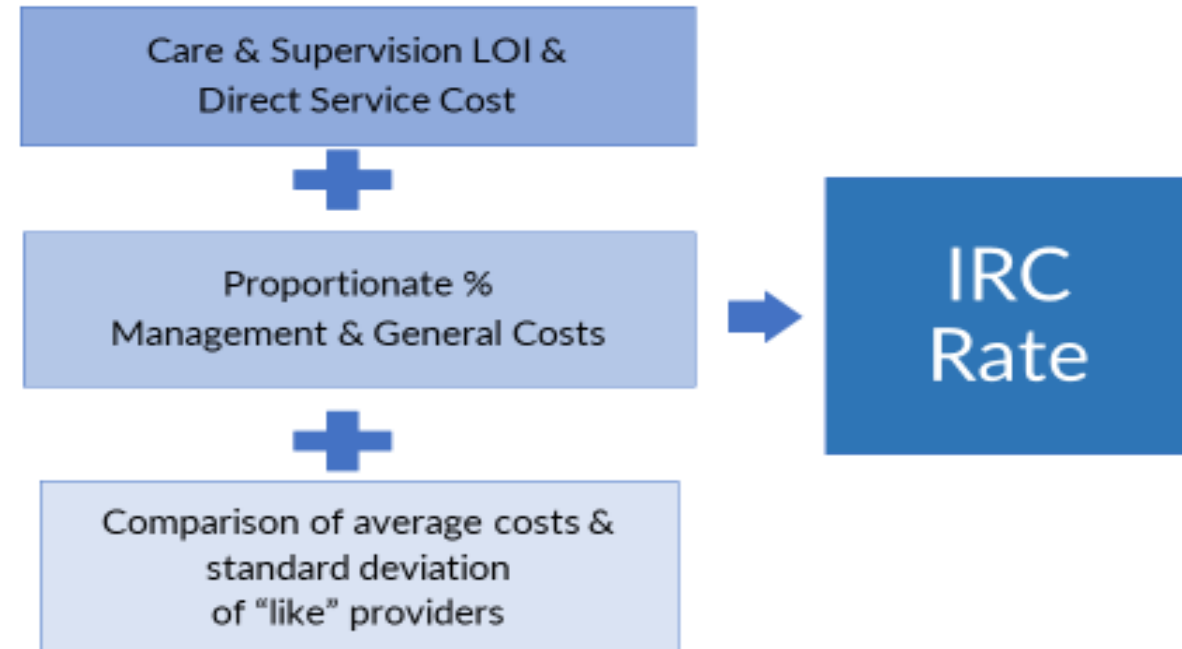 Care & Supervision LOI &
Direct Service Cost
Proportionate %
Management & General Costs
Comparison of average costs &
standard deviation
of “like” providers
IRC
Rate